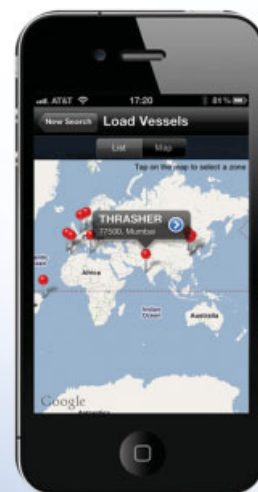 AT&T 17:20 81%
New Search Load Vessels
List Map
Tap on the map to select a zone
THRASHER
77500, Mumbai
Africa
Indian
Ocean
Australia
Google